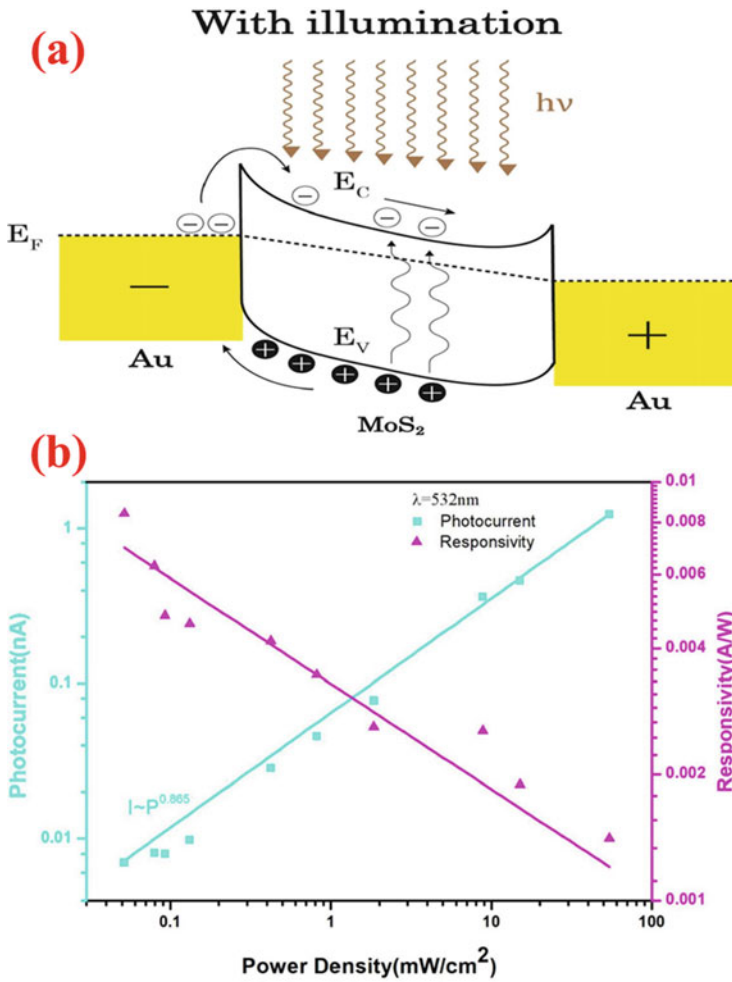 (a)
With illumination
hν
E_C
E_F
− −
− − −
−
+
E_V
Au
Au
+ + + + +
MoS₂
(b)
λ=532nm
Photocurrent
Responsivity
I~P^0.865
Photocurrent(nA)
1
0.1
0.01
Responsivity(A/W)
0.01
0.008
0.006
0.004
0.002
0.001
0.1 1 10 100
Power Density(mW/cm²)